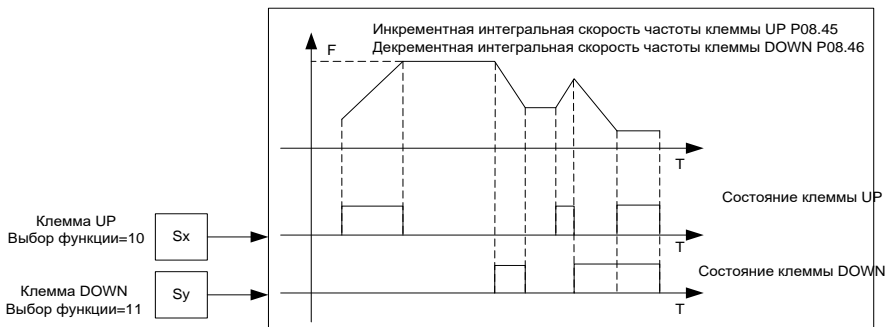 Инкрементная интегральная скорость частоты клеммы UP P08.45
Декрементная интегральная скорость частоты клеммы DOWN P08.46
F
T
Состояние клеммы UP
Клемма UP
Выбор функции=10
Sx
T
Состояние клеммы DOWN
Клемма DOWN
Выбор функции=11
Sy
T